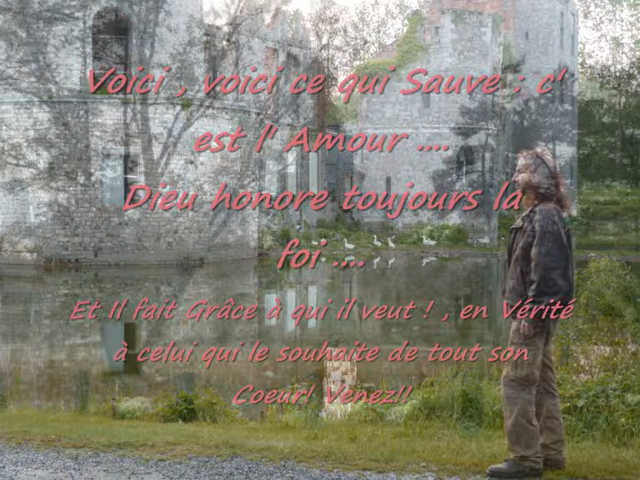 Voici , voici ce qui Sauve : c'
est l' Amour ....
Dieu honore toujours la
foi ....
Et Il fait Grâce à qui il veut ! , en Vérité
à celui qui le souhaite de tout son
Coeur! Venez!!